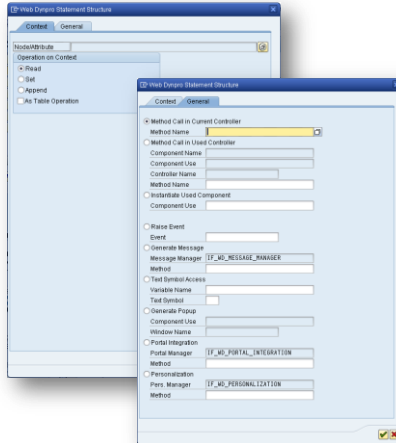 Web Dynpro Statement Structure
Context General
Node/Attribute
Operation on Context
Read
Set
Append
As Table Operation
Web Dynpro Statement Structure
Context General
Method Call in Current Controller
Method Name
Method Call in Used Controller
Component Name
Component Use
Controller Name
Method Name
Instantiate Used Component
Component Use
Raise Event
Event
Generate Message
Message Manager IF_WD_MESSAGE_MANAGER
Method
Text Symbol Access
Variable Name
Text Symbol
Generate Popup
Component Use
Window Name
Portal Integration
Portal Manager IF_WD_PORTAL_INTEGRATION
Method
Personalization
Pers. Manager IF_WD_PERSONALIZATION
Method